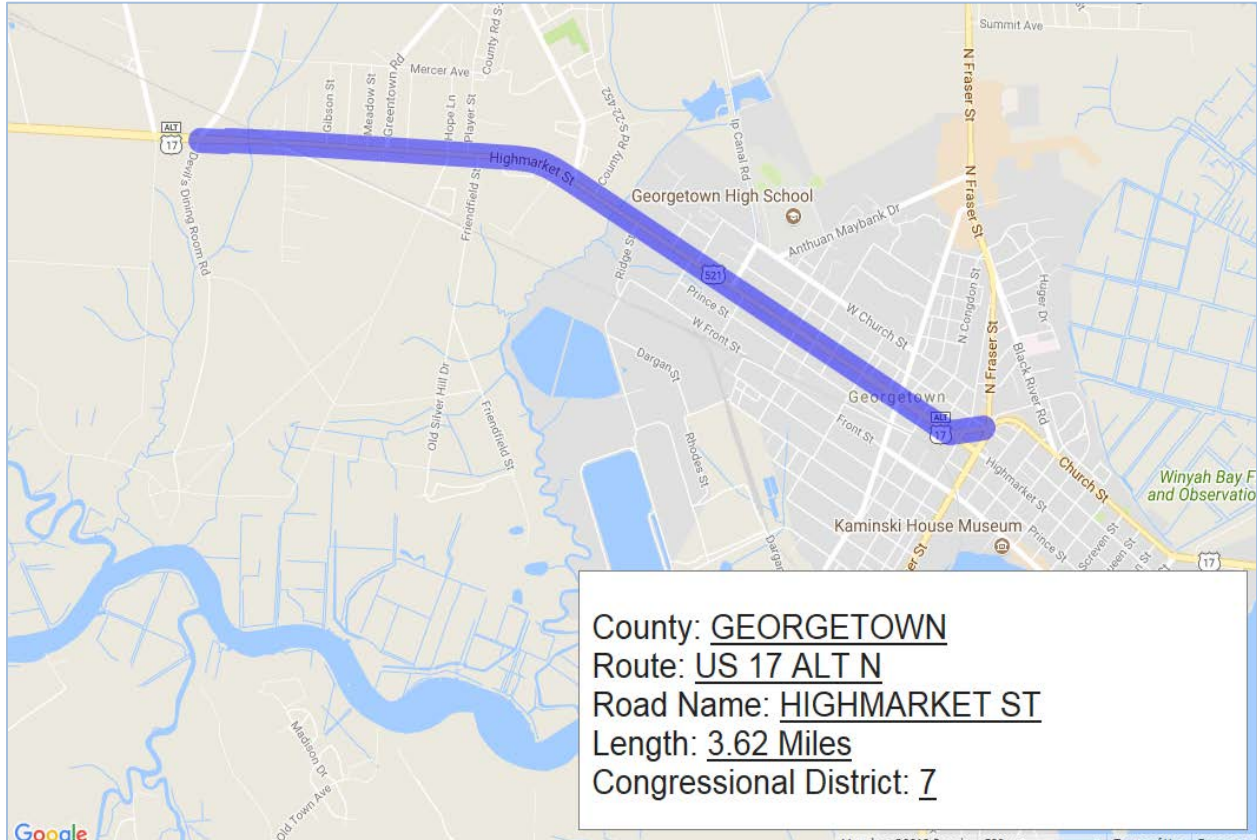 Summit Ave
N Fraser St
Mercer Ave
County Rd S-
County Rd S-22-452
Gibson St
Meadow St
Greentown Rd
Hope Ln
Player St
Ip Canal Rd
ALT
17
Devil's Dining Room Rd
Highmarket St
Georgetown High School
N Fraser St
Anthuan Maybank Dr
Friendfield St
Ridge St
521
Prince St
W Front St
W Church St
N Congdon St
Huger Dr
N Fraser St
Black River Rd
Dargan St
Old Silver Hill Dr
Friendfield St
Georgetown
ALT
17
Front St
Rhodes St
Highmarket St
Church St
Winyah Bay F
and Observatio
Kaminski House Museum
Prince St
Screven St
Queen St
17
er St
Dargan
County: GEORGETOWN
Route: US 17 ALT N
Road Name: HIGHMARKET ST
Length: 3.62 Miles
Congressional District: 7
Madison Dr
Old Town Ave
Google